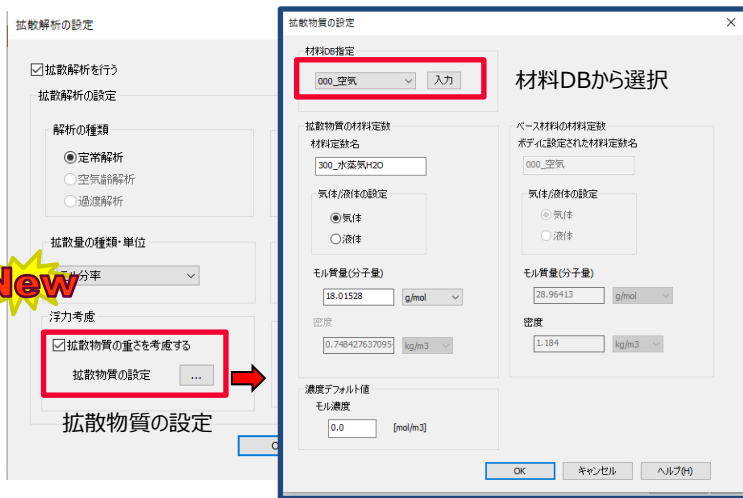 拡散解析の設定
拡散解析を行う
拡散解析の設定
解析の種類
定常解析
空気齢解析
過渡解析
拡散量の種類・単位
New
モル分率
浮力考慮
拡散物質の重さを考慮する
拡散物質の設定
...
拡散物質の設定
拡散物質の設定
材料DB指定
000_空気
入力
材料DBから選択
拡散物質の材料定数
材料定数名
300_水蒸気H2O
気体/液体の設定
気体
液体
モル質量(分子量)
18.01528
g/mol
密度
0.748427637095
kg/m3
濃度デフォルト値
モル濃度
0.0
[mol/m3]
ベース材料の材料定数
ボディに設定された材料定数名
000_空気
気体/液体の設定
気体
液体
モル質量(分子量)
28.96413
g/mol
密度
1.184
kg/m3
OK
キャンセル
ヘルプ(H)